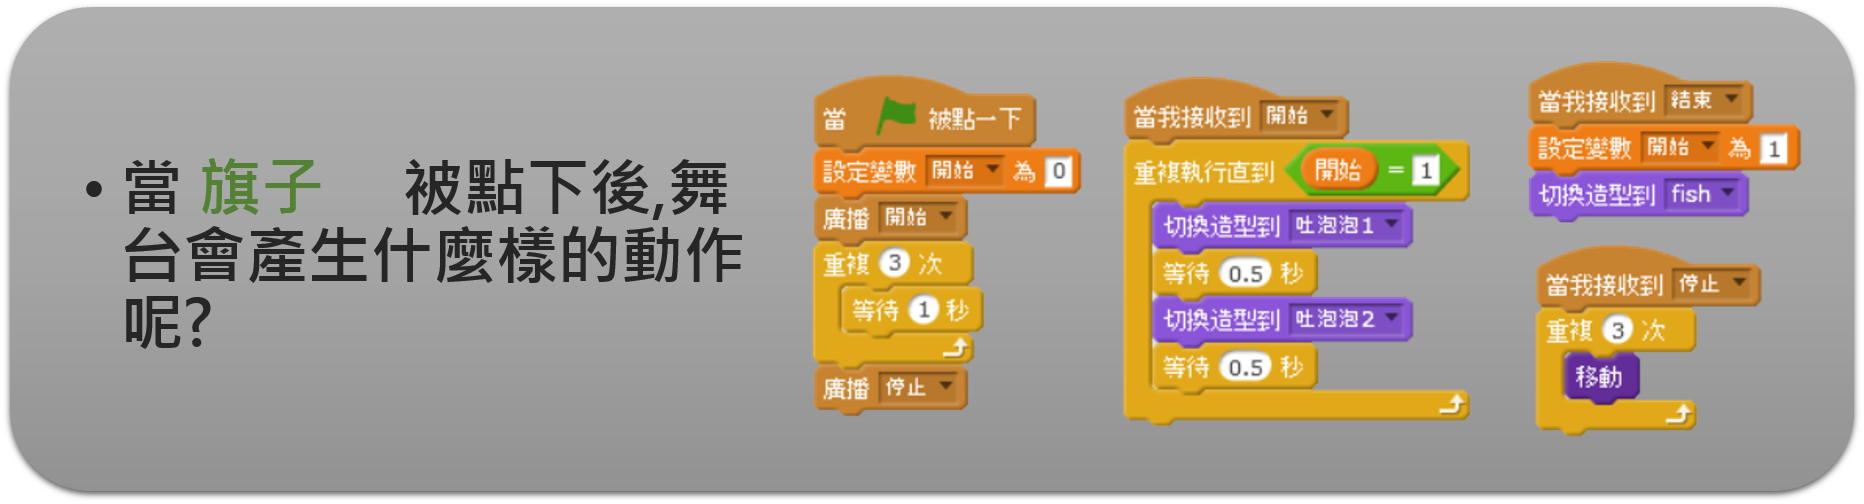 • 當 旗子 被點下後,舞
台會產生什麼樣的動作
呢?
當 被點一下
設定變數 開始 為 0
廣播 開始
重複 3 次
等待 1 秒
廣播 停止
當我接收到 開始
重複執行直到 開始 = 1
切換造型到 吐泡泡1
等待 0.5 秒
切換造型到 吐泡泡2
等待 0.5 秒
當我接收到 結束
設定變數 開始 為 1
切換造型到 fish
當我接收到 停止
重複 3 次
移動